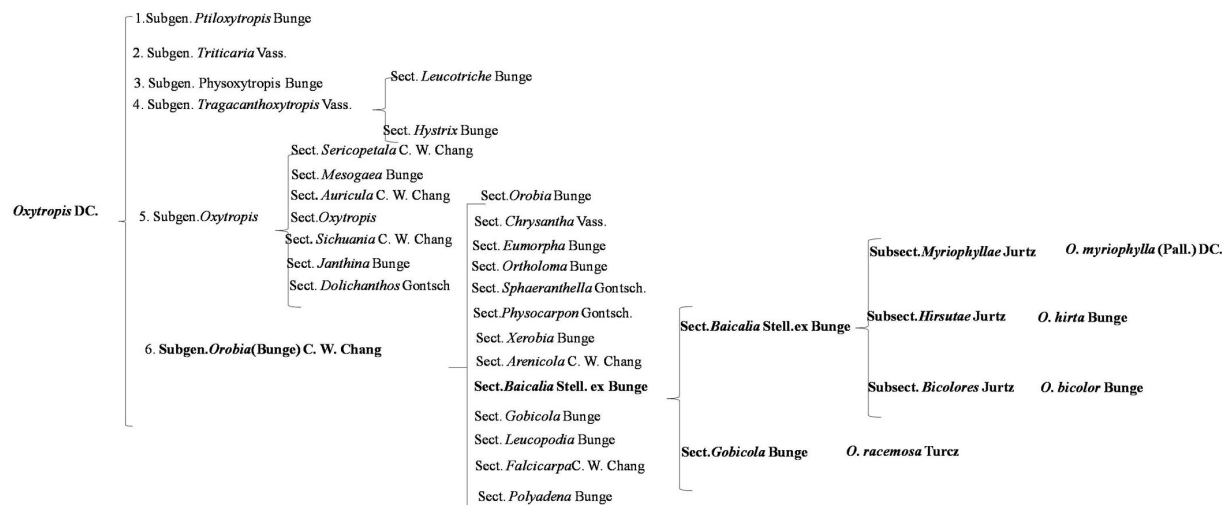 Oxytropis DC.
1.Subgen. Ptiloxytropis Bunge
2. Subgen. Triticaria Vass.
3. Subgen. Physoxytropis Bunge
4. Subgen. Tragacanthoxytropis Vass.
Sect. Leucotriche Bunge
Sect. Hystrix Bunge
5. Subgen.Oxytropis
Sect. Sericopetala C. W. Chang
Sect. Mesogaea Bunge
Sect. Auricula C. W. Chang
Sect.Oxytropis
Sect. Sichuania C. W. Chang
Sect. Janthina Bunge
Sect. Dolichanthos Gontsch
6. Subgen.Orobia(Bunge) C. W. Chang
Sect.Orobia Bunge
Sect. Chrysantha Vass.
Sect. Eumorpha Bunge
Sect. Ortholoma Bunge
Sect. Sphaeranthella Gontsch.
Sect.Physocarpon Gontsch.
Sect. Xerobia Bunge
Sect. Arenicola C. W. Chang
Sect.Baicalia Stell. ex Bunge
Sect. Gobicola Bunge
Sect. Leucopodia Bunge
Sect. FalcicarpaC. W. Chang
Sect. Polyadena Bunge
Sect.Baicalia Stell.ex Bunge
Subsect.Myriophyllae Jurtz O. myriophylla (Pall.) DC.
Subsect.Hirsutae Jurtz O. hirta Bunge
Subsect. Bicolores Jurtz O. bicolor Bunge
Sect.Gobicola Bunge O. racemosa Turcz